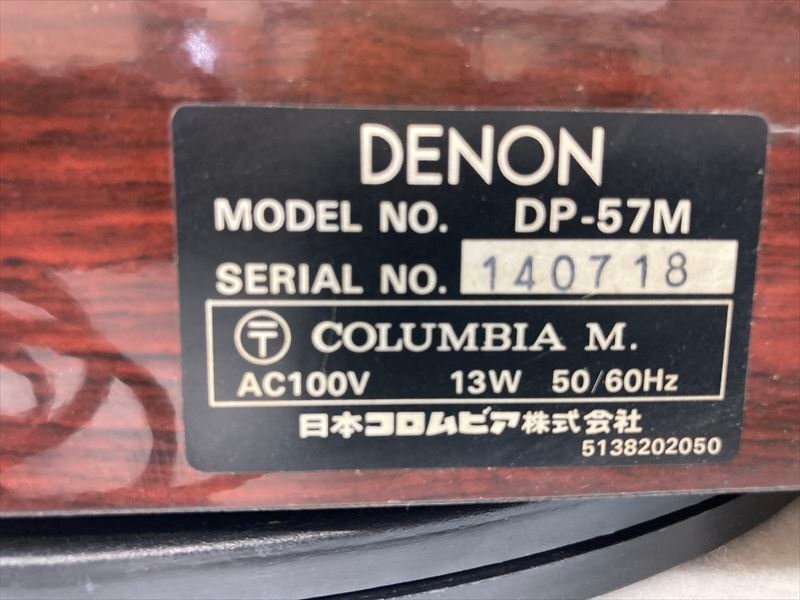 DENON
MODEL NO. DP-57M
SERIAL NO. 140718
〒 COLUMBIA M.
AC100V 13W 50/60Hz
日本コロムビア株式会社
5138202050